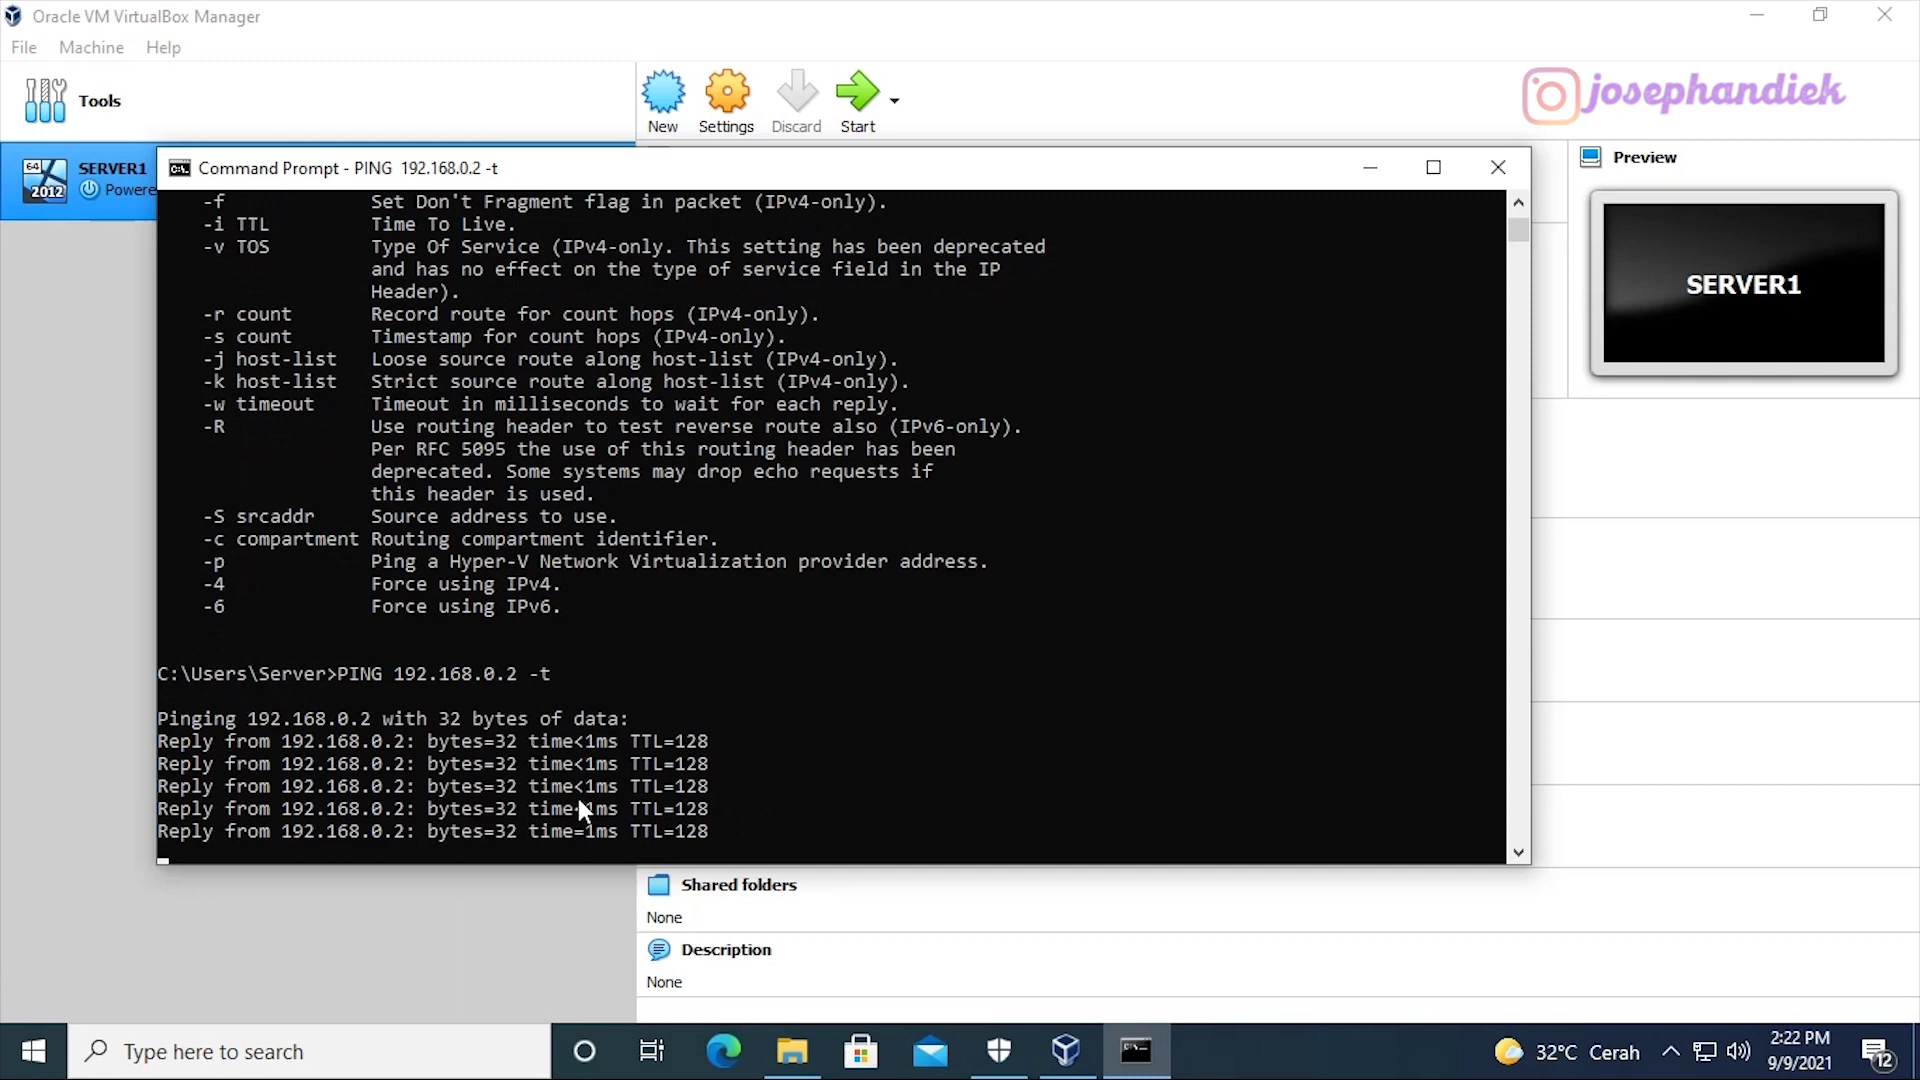 Oracle VM VirtualBox Manager
File Machine Help
Tools
New Settings Discard Start
josephandiek
64
2012
SERVER1
Powere
Command Prompt - PING 192.168.0.2 -t
Preview
SERVER1
-f Set Don't Fragment flag in packet (IPv4-only).
-i TTL Time To Live.
-v TOS Type Of Service (IPv4-only. This setting has been deprecated
and has no effect on the type of service field in the IP
Header).
-r count Record route for count hops (IPv4-only).
-s count Timestamp for count hops (IPv4-only).
-j host-list Loose source route along host-list (IPv4-only).
-k host-list Strict source route along host-list (IPv4-only).
-w timeout Timeout in milliseconds to wait for each reply.
-R Use routing header to test reverse route also (IPv6-only).
Per RFC 5095 the use of this routing header has been
deprecated. Some systems may drop echo requests if
this header is used.
-S srcaddr Source address to use.
-c compartment Routing compartment identifier.
-p Ping a Hyper-V Network Virtualization provider address.
-4 Force using IPv4.
-6 Force using IPv6.
C:\Users\Server>PING 192.168.0.2 -t
Pinging 192.168.0.2 with 32 bytes of data:
Reply from 192.168.0.2: bytes=32 time<1ms TTL=128
Reply from 192.168.0.2: bytes=32 time<1ms TTL=128
Reply from 192.168.0.2: bytes=32 time<1ms TTL=128
Reply from 192.168.0.2: bytes=32 time<1ms TTL=128
Reply from 192.168.0.2: bytes=32 time=1ms TTL=128
Shared folders
None
Description
None
Type here to search
32°C Cerah
2:22 PM
9/9/2021
12